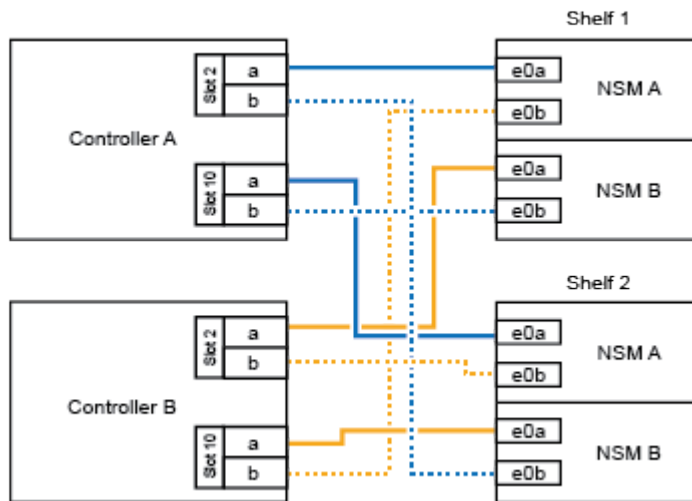 Shelf 1
Controller A
Slot 2
a
b
Slot 10
a
b
e0a
e0b
NSM A
e0a
e0b
NSM B
Shelf 2
Controller B
Slot 2
a
b
Slot 10
a
b
e0a
e0b
NSM A
e0a
e0b
NSM B